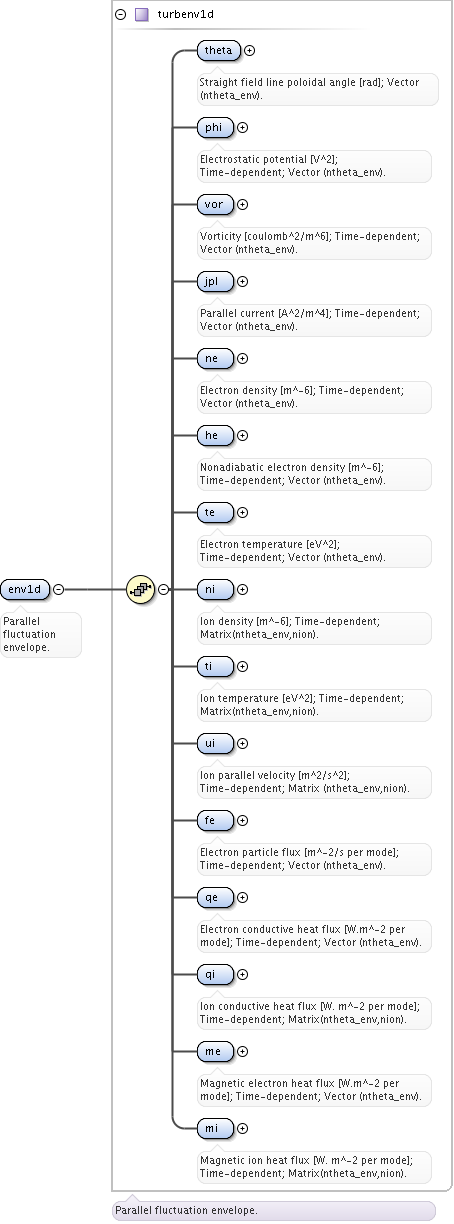 turbenv1d
theta
Straight field line poloidal angle [rad]; Vector
(ntheta_env).
phi
Electrostatic potential [V^2];
Time-dependent; Vector (ntheta_env).
vor
Vorticity [coulomb^2/m^6]; Time-dependent;
Vector (ntheta_env).
jpl
Parallel current [A^2/m^4]; Time-dependent;
Vector (ntheta_env).
ne
Electron density [m^-6]; Time-dependent;
Vector (ntheta_env).
he
Nonadiabatic electron density [m^-6];
Time-dependent; Vector (ntheta_env).
te
Electron temperature [eV^2];
Time-dependent; Vector (ntheta_env).
env1d
Parallel
fluctuation
envelope.
ni
Ion density [m^-6]; Time-dependent;
Matrix(ntheta_env,nion).
ti
Ion temperature [eV^2]; Time-dependent;
Matrix(ntheta_env,nion).
ui
Ion parallel velocity [m^2/s^2];
Time-dependent; Matrix (ntheta_env,nion).
fe
Electron particle flux [m^-2/s per mode];
Time-dependent; Vector (ntheta_env).
qe
Electron conductive heat flux [W.m^-2 per
mode]; Time-dependent; Vector (ntheta_env).
qi
Ion conductive heat flux [W. m^-2 per mode];
Time-dependent; Matrix(ntheta_env,nion).
me
Magnetic electron heat flux [W.m^-2 per
mode]; Time-dependent; Vector (ntheta_env).
mi
Magnetic ion heat flux [W. m^-2 per mode];
Time-dependent; Matrix(ntheta_env,nion).
Parallel fluctuation envelope.